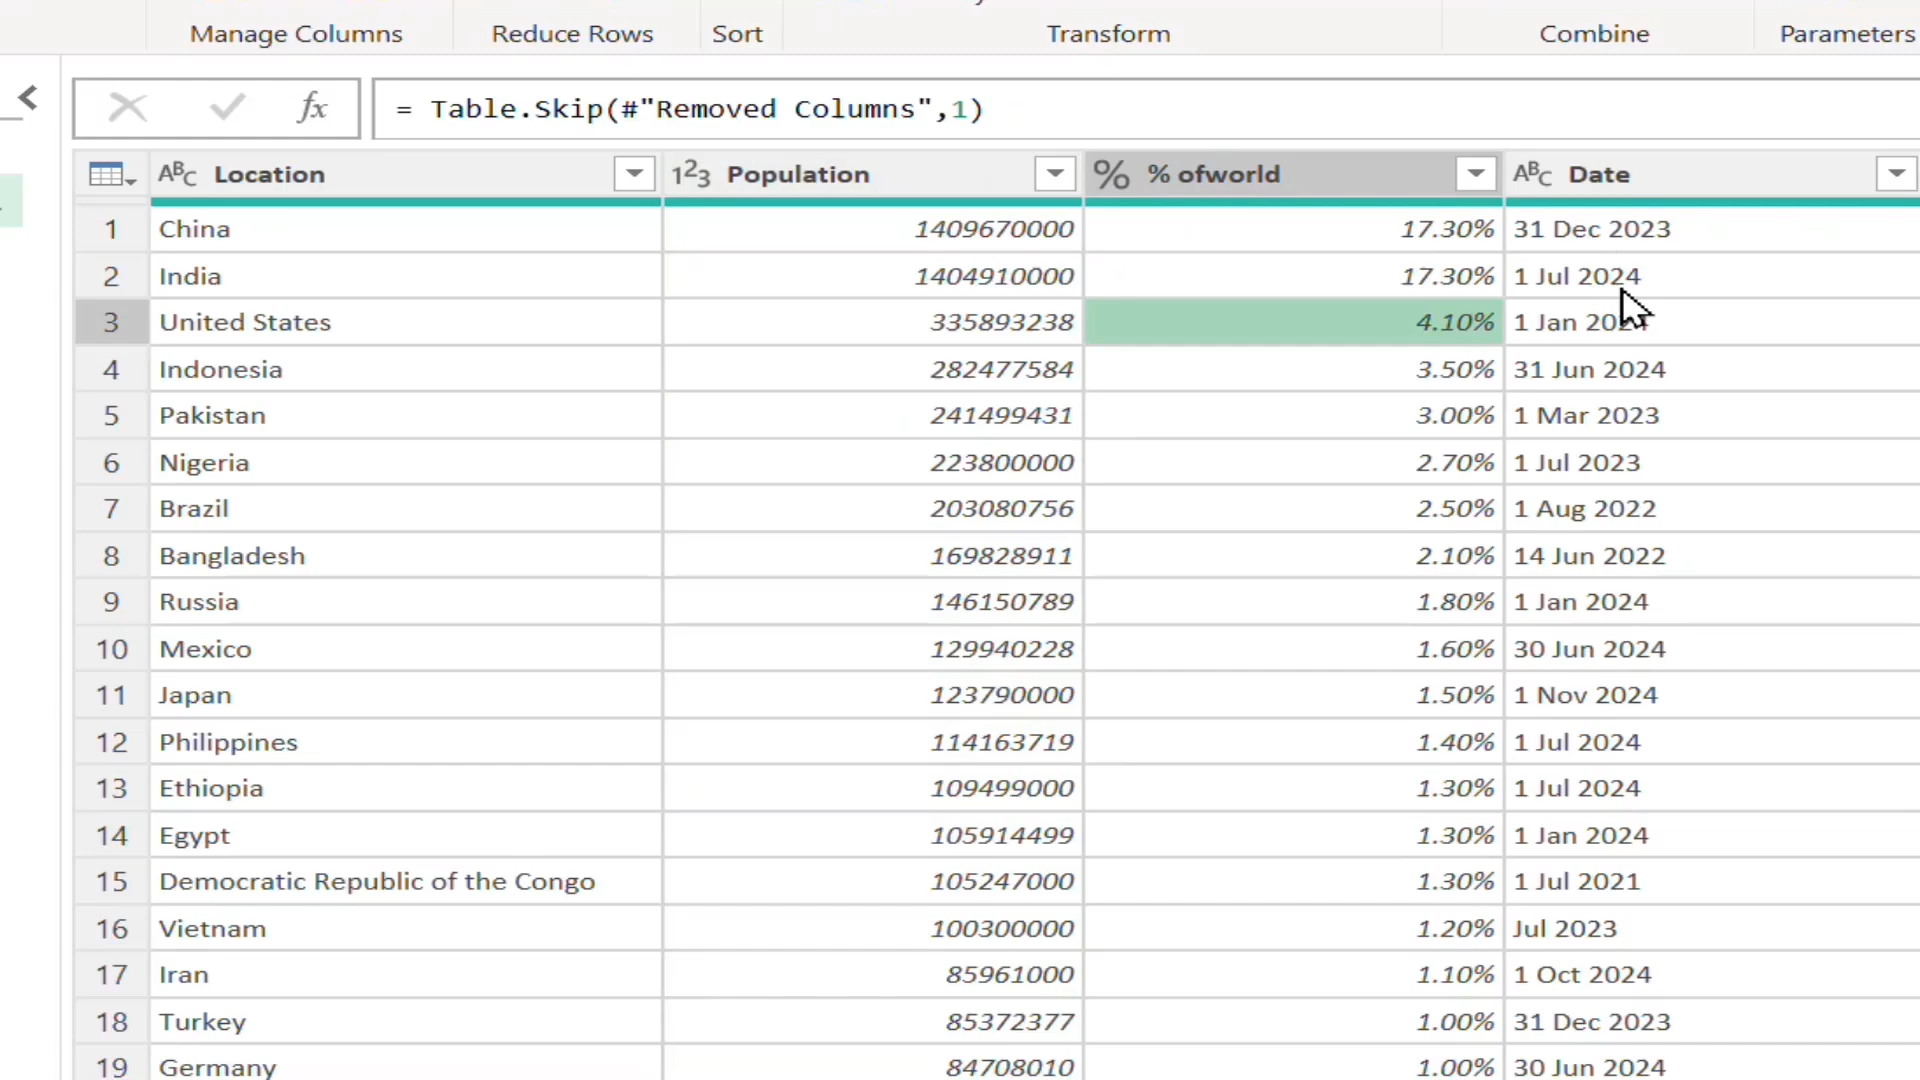 Manage Columns Reduce Rows Sort Transform Combine Parameters
fx = Table.Skip(#"Removed Columns",1)
ABC Location 123 Population % % ofworld ABC Date
1 China 1409670000 17.30% 31 Dec 2023
2 India 1404910000 17.30% 1 Jul 2024
3 United States 335893238 4.10% 1 Jan 2024
4 Indonesia 282477584 3.50% 31 Jun 2024
5 Pakistan 241499431 3.00% 1 Mar 2023
6 Nigeria 223800000 2.70% 1 Jul 2023
7 Brazil 203080756 2.50% 1 Aug 2022
8 Bangladesh 169828911 2.10% 14 Jun 2022
9 Russia 146150789 1.80% 1 Jan 2024
10 Mexico 129940228 1.60% 30 Jun 2024
11 Japan 123790000 1.50% 1 Nov 2024
12 Philippines 114163719 1.40% 1 Jul 2024
13 Ethiopia 109499000 1.30% 1 Jul 2024
14 Egypt 105914499 1.30% 1 Jan 2024
15 Democratic Republic of the Congo 105247000 1.30% 1 Jul 2021
16 Vietnam 100300000 1.20% Jul 2023
17 Iran 85961000 1.10% 1 Oct 2024
18 Turkey 85372377 1.00% 31 Dec 2023
19 Germany 84708010 1.00% 30 Jun 2024